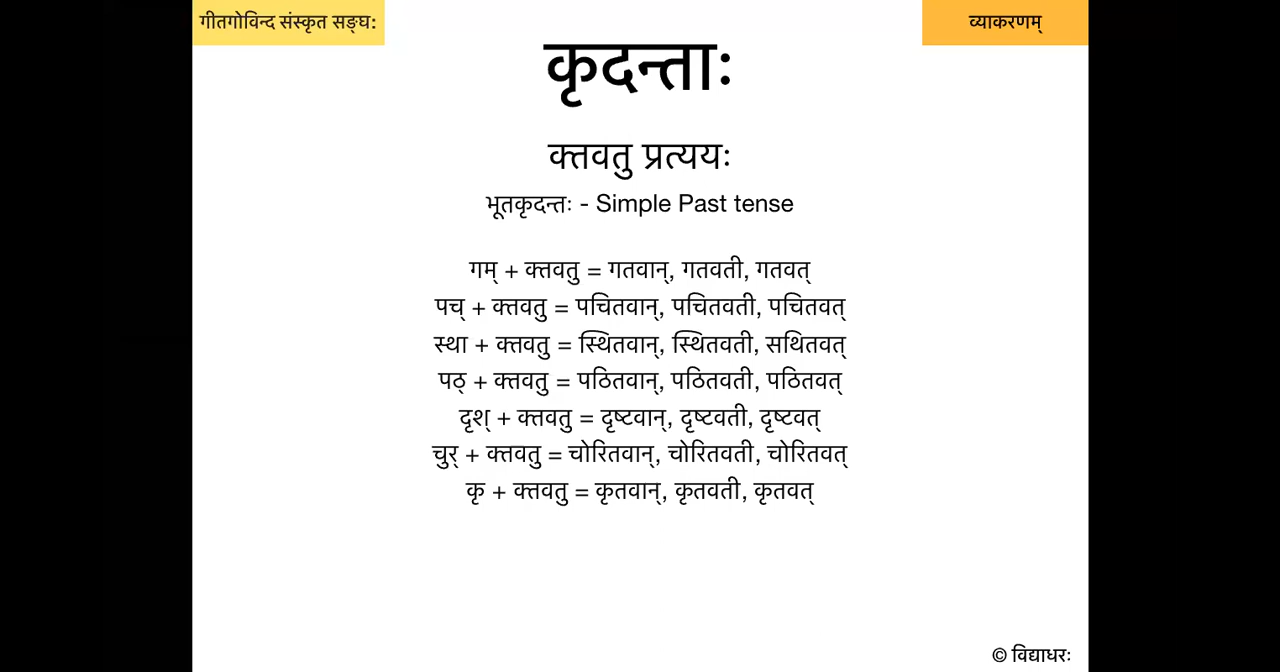 गीतगोविन्द संस्कृत सङ्घः
व्याकरणम्
कृदन्ताः
क्तवतु प्रत्ययः
भूतकृदन्तः - Simple Past tense
गम् + क्तवतु = गतवान्, गतवती, गतवत्
पच् + क्तवतु = पचितवान्, पचितवती, पचितवत्
स्था + क्तवतु = स्थितवान्, स्थितवती, सथितवत्
पठ् + क्तवतु = पठितवान्, पठितवती, पठितवत्
दृश् + क्तवतु = दृष्टवान्, दृष्टवती, दृष्टवत्
चुर् + क्तवतु = चोरितवान्, चोरितवती, चोरितवत्
कृ + क्तवतु = कृतवान्, कृतवती, कृतवत्
© विद्याधरः